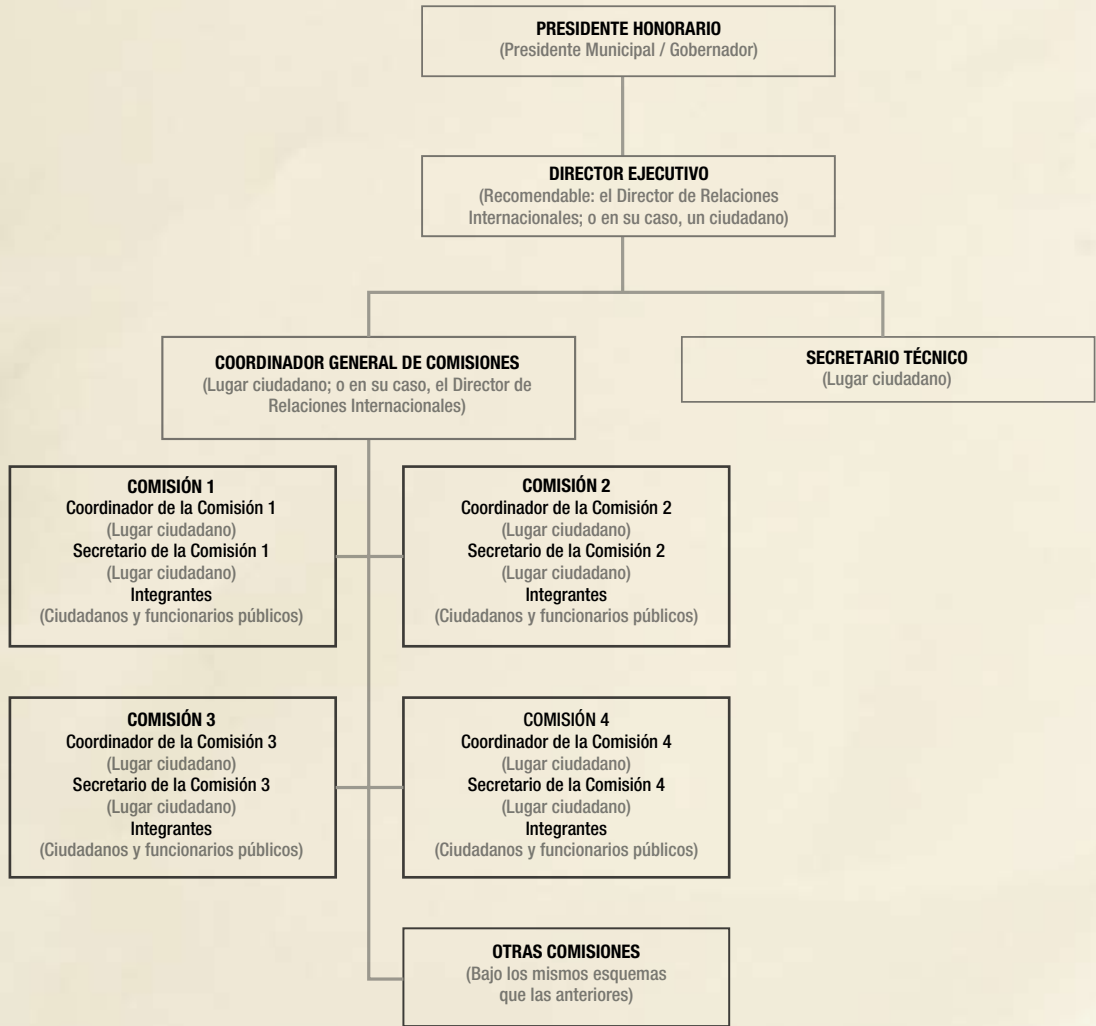 PRESIDENTE HONORARIO
(Presidente Municipal / Gobernador)
DIRECTOR EJECUTIVO
(Recomendable: el Director de Relaciones
Internacionales; o en su caso, un ciudadano)
COORDINADOR GENERAL DE COMISIONES
(Lugar ciudadano; o en su caso, el Director de
Relaciones Internacionales)
SECRETARIO TÉCNICO
(Lugar ciudadano)
COMISIÓN 1
Coordinador de la Comisión 1
(Lugar ciudadano)
Secretario de la Comisión 1
(Lugar ciudadano)
Integrantes
(Ciudadanos y funcionarios públicos)
COMISIÓN 2
Coordinador de la Comisión 2
(Lugar ciudadano)
Secretario de la Comisión 2
(Lugar ciudadano)
Integrantes
(Ciudadanos y funcionarios públicos)
COMISIÓN 3
Coordinador de la Comisión 3
(Lugar ciudadano)
Secretario de la Comisión 3
(Lugar ciudadano)
Integrantes
(Ciudadanos y funcionarios públicos)
COMISIÓN 4
Coordinador de la Comisión 4
(Lugar ciudadano)
Secretario de la Comisión 4
(Lugar ciudadano)
Integrantes
(Ciudadanos y funcionarios públicos)
OTRAS COMISIONES
(Bajo los mismos esquemas
que las anteriores)